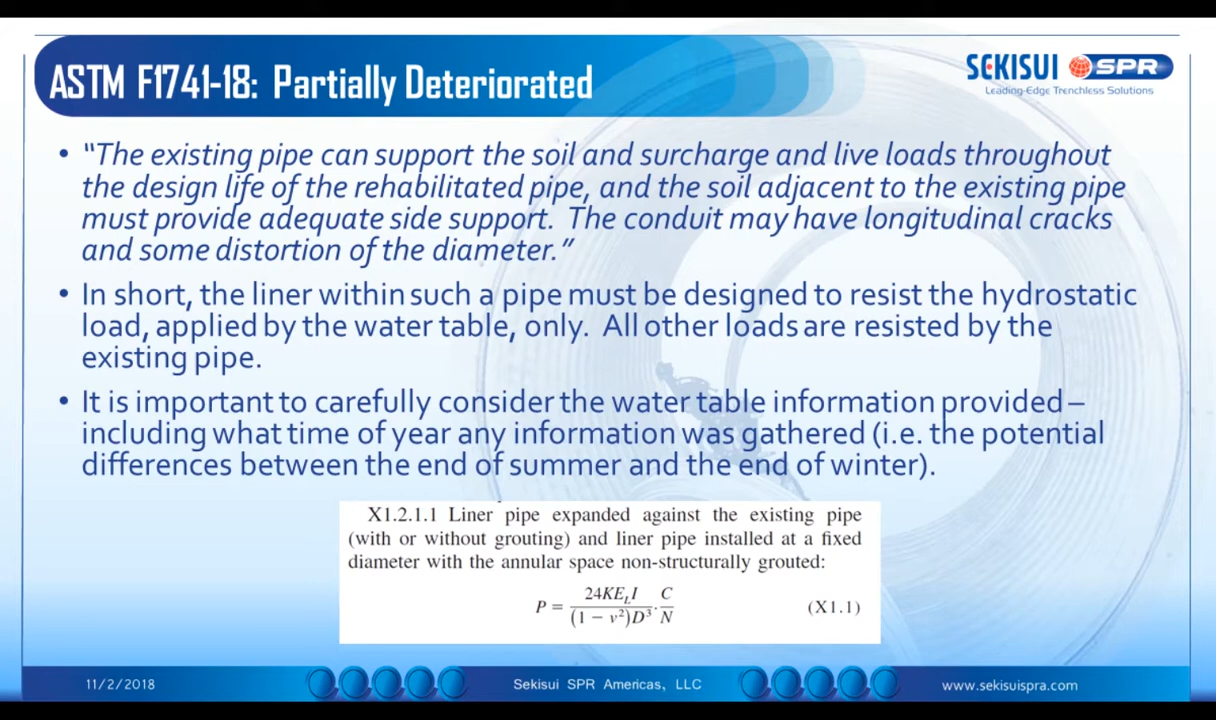 ASTM F1741-18: Partially Deteriorated
SEKISUI SPR
Leading-Edge Trenchless Solutions
• “The existing pipe can support the soil and surcharge and live loads throughout
the design life of the rehabilitated pipe, and the soil adjacent to the existing pipe
must provide adequate side support. The conduit may have longitudinal cracks
and some distortion of the diameter.”
• In short, the liner within such a pipe must be designed to resist the hydrostatic
load, applied by the water table, only. All other loads are resisted by the
existing pipe.
• It is important to carefully consider the water table information provided –
including what time of year any information was gathered (i.e. the potential
differences between the end of summer and the end of winter).
X1.2.1.1 Liner pipe expanded against the existing pipe
(with or without grouting) and liner pipe installed at a fixed
diameter with the annular space non-structurally grouted:
P = 24KE_L I / (1 − v²)D³ · C / N (X1.1)
11/2/2018
Sekisui SPR Americas, LLC
www.sekisuispra.com